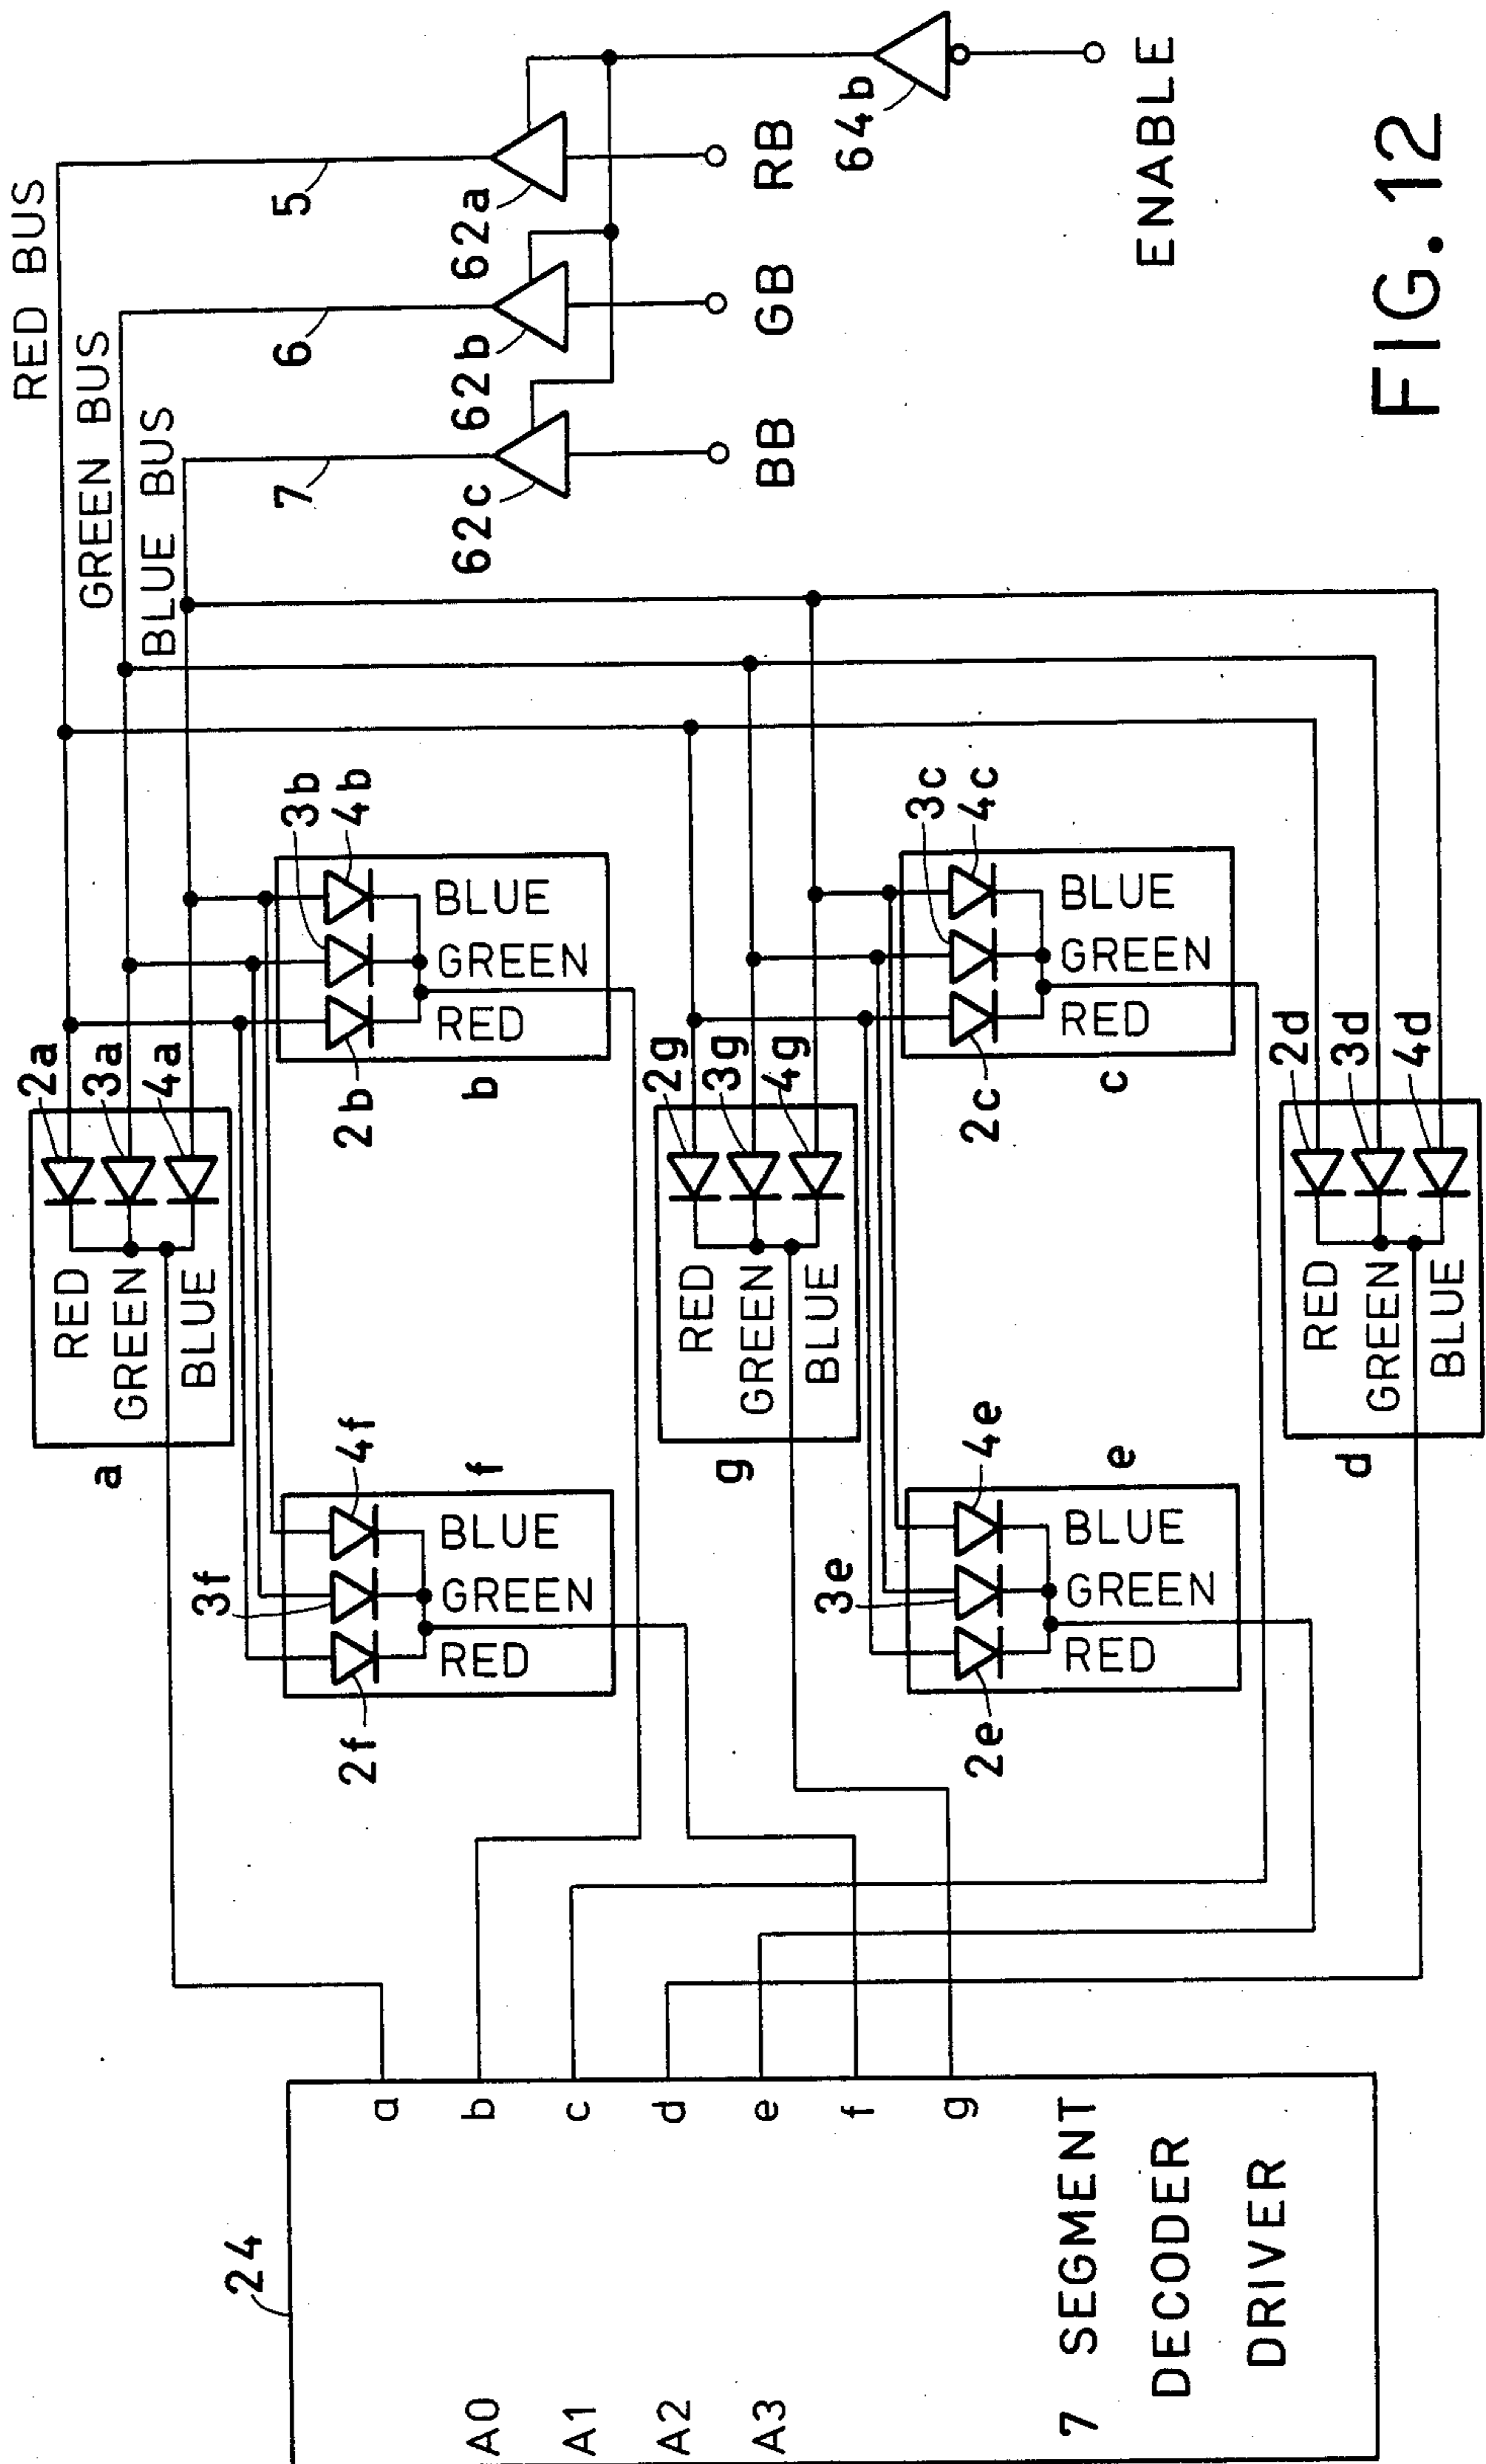 RED BUS
GREEN BUS
BLUE BUS
5
6
7
62a
62b
62c
RB
GB
BB
64b
ENABLE
2a
3a
4a
RED
GREEN
BLUE
a
3b
4b
BLUE
GREEN
RED
2b
b
4f
3f
BLUE
GREEN
RED
2f
f
2g
3g
4g
RED
GREEN
BLUE
g
3c
4c
BLUE
GREEN
RED
2c
c
4e
3e
BLUE
GREEN
RED
2e
e
2d
3d
4d
RED
GREEN
BLUE
d
24
a
b
c
d
e
f
g
A0
A1
A2
A3
7 SEGMENT
DECODER
DRIVER
FIG. 12